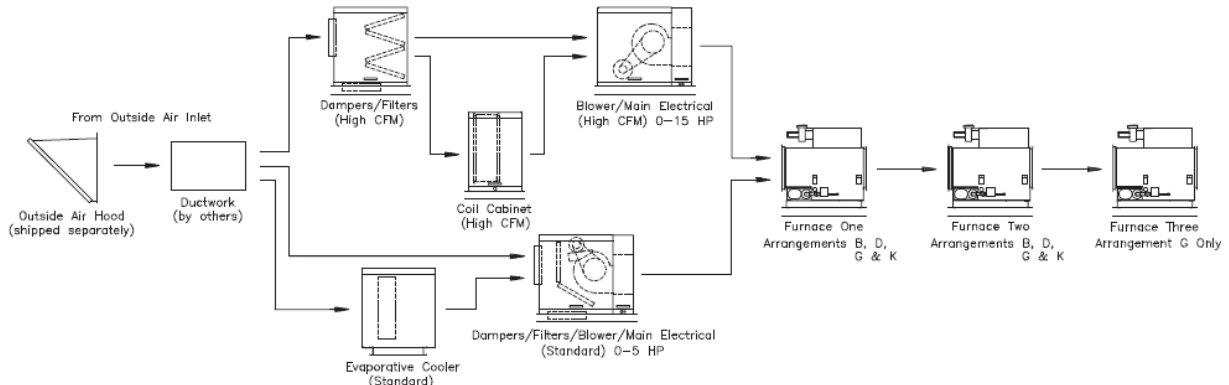 From Outside Air Inlet
Outside Air Hood
(shipped separately)
Ductwork
(by others)
Dampers/Filters
(High CFM)
Coil Cabinet
(High CFM)
Blower/Main Electrical
(High CFM) 0-15 HP
Evaporative Cooler
(Standard)
Dampers/Filters/Blower/Main Electrical
(Standard) 0-5 HP
Furnace One
Arrangements B, D,
G & K
Furnace Two
Arrangements B, D,
G & K
Furnace Three
Arrangement G Only